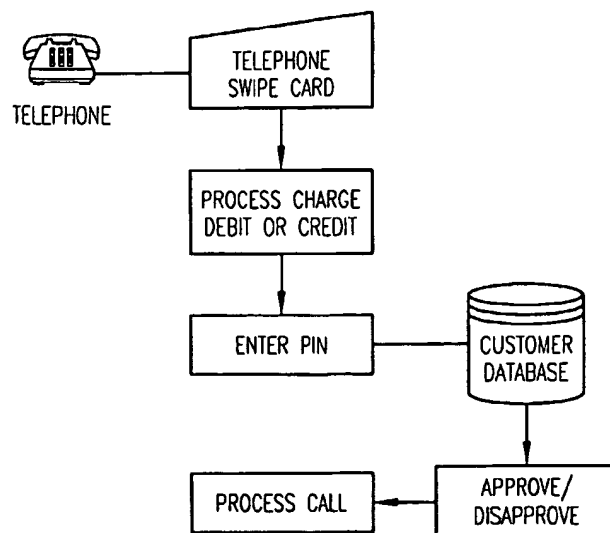 TELEPHONE
TELEPHONE
SWIPE CARD
PROCESS CHARGE
DEBIT OR CREDIT
ENTER PIN
CUSTOMER
DATABASE
APPROVE/
DISAPPROVE
PROCESS CALL